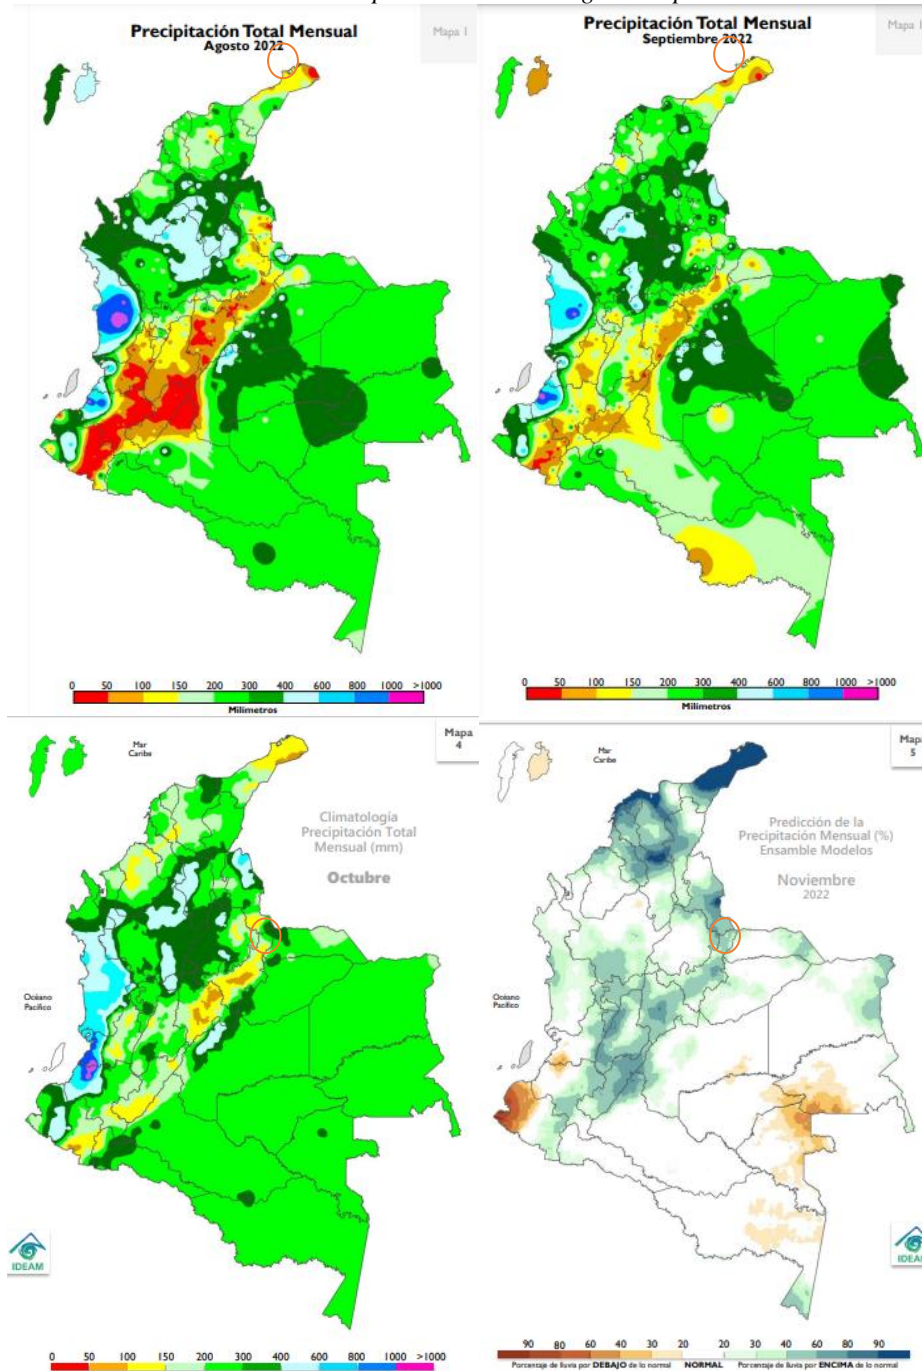 Precipitación Total Mensual
Agosto 2022
Mapa 1
0 50 100 150 200 300 400 600 800 1000 >1000
Milímetros
Precipitación Total Mensual
Septiembre 2022
Mapa 1
0 50 100 150 200 300 400 600 800 1000 >1000
Milímetros
Mapa
4
Mar
Caribe
Climatología
Precipitación Total
Mensual (mm)
Octubre
Océano
Pacífico
IDEAM
0 50 100 150 200 300 400 600 800 1000 >1000
Mapa
5
Mar
Caribe
Predicción de la
Precipitación Mensual (%)
Ensamble Modelos
Noviembre
2022
Océano
Pacífico
IDEAM
90 80 60 40 30 20 20 30 60 80 90
Porcentaje de lluvia por DEBAJO de lo normal NORMAL Porcentaje de lluvia por ENCIMA de lo normal